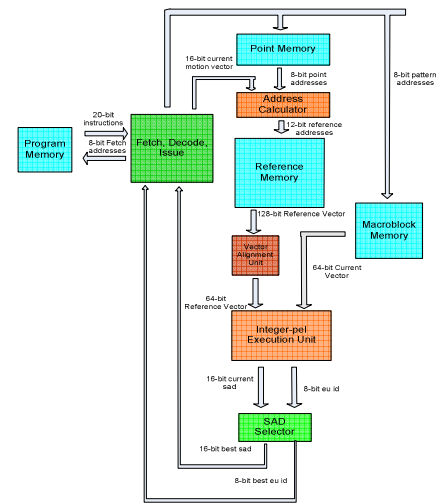 Point Memory
16-bit current
motion vector
8-bit point
addresses
8-bit pattern
addresses
Address
Calculator
20-bit
instructions
12-bit reference
addresses
Program
Memory
8-bit Fetch
addresses
Fetch, Decode,
Issue
Reference
Memory
128-bit Reference Vector
Macroblock
Memory
Vector
Alignment
Unit
64-bit Current
Vector
64-bit
Reference Vector
Integer-pel
Execution Unit
16-bit current
sad
8-bit eu id
SAD
Selector
16-bit best sad
8-bit best eu id